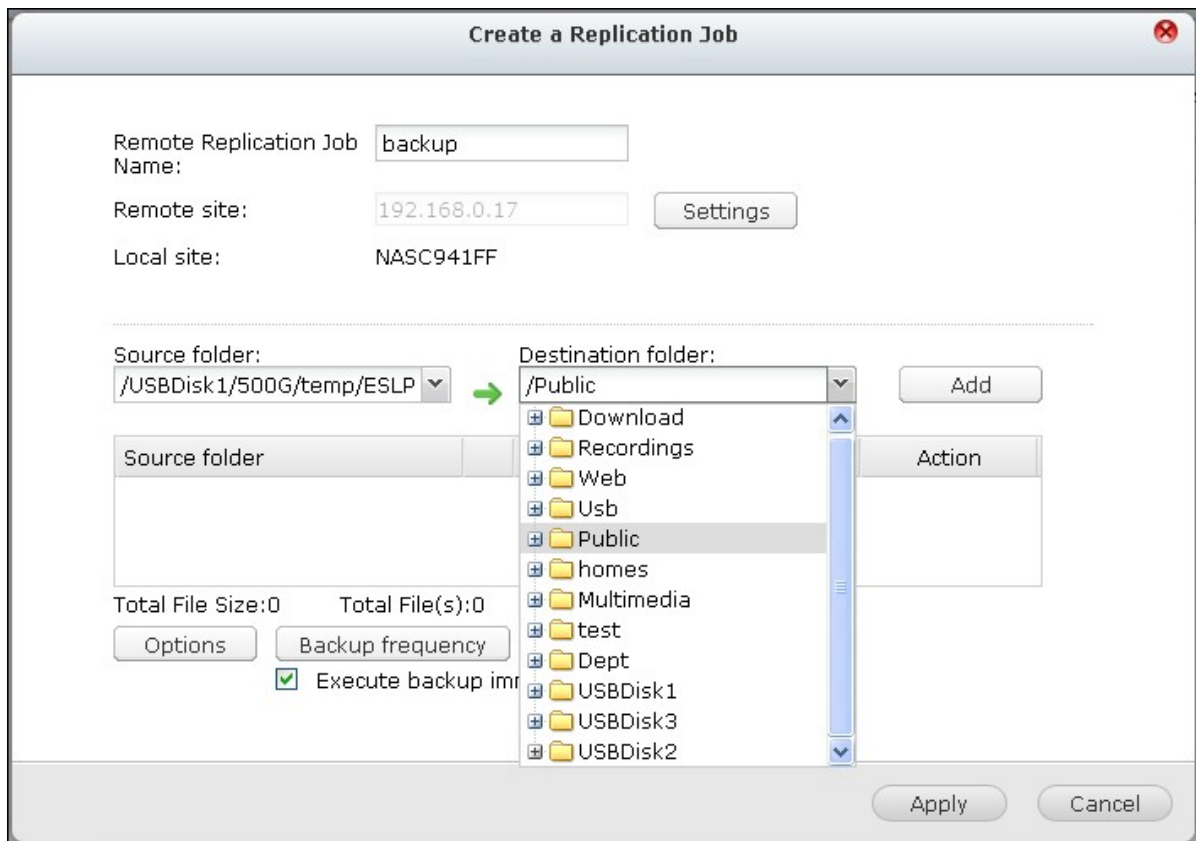 Create a Replication Job
Remote Replication Job
Name:
backup
Remote site:
192.168.0.17
Settings
Local site:
NASC941FF
Source folder:
Destination folder:
/USBDisk1/500G/temp/ESLP
/Public
Add
Download
Recordings
Web
Usb
Public
homes
Multimedia
test
Dept
USBDisk1
USBDisk3
USBDisk2
Source folder
Action
Total File Size:0
Total File(s):0
Options
Backup frequency
Execute backup
Apply
Cancel